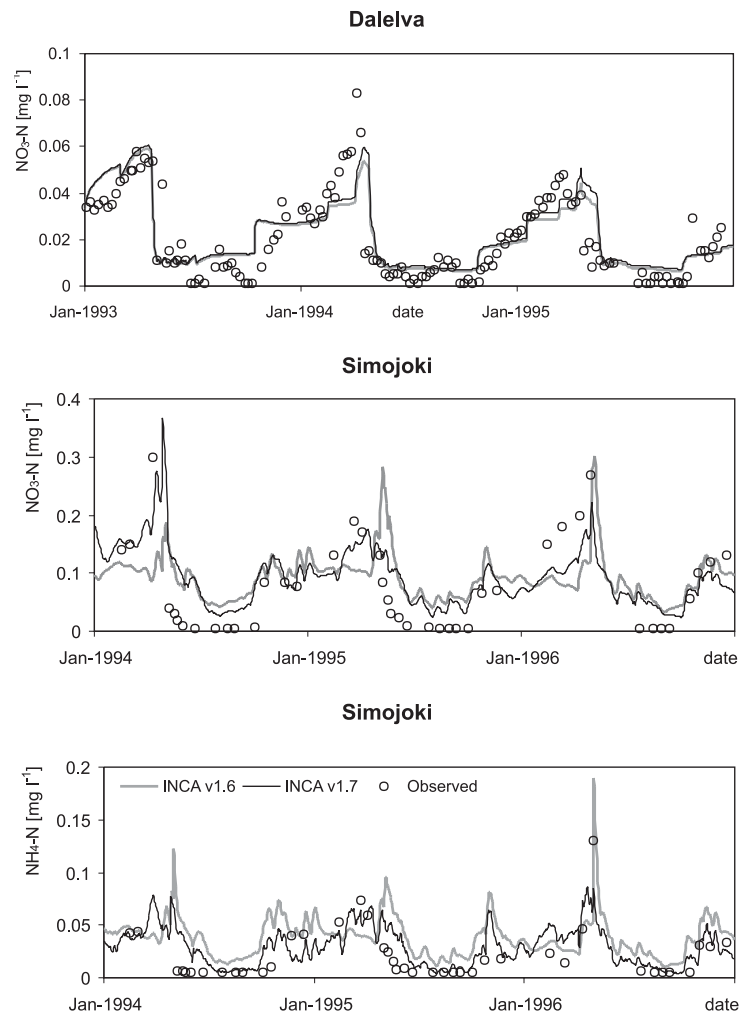 Dalelva
NO₃-N [mg l⁻¹]
0.1
0.08
0.06
0.04
0.02
0
Jan-1993
Jan-1994
date
Jan-1995
Simojoki
NO₃-N [mg l⁻¹]
0.4
0.3
0.2
0.1
0
Jan-1994
Jan-1995
Jan-1996
date
Simojoki
NH₄-N [mg l⁻¹]
0.2
0.15
0.1
0.05
0
INCA v1.6 INCA v1.7 Observed
Jan-1994
Jan-1995
Jan-1996
date